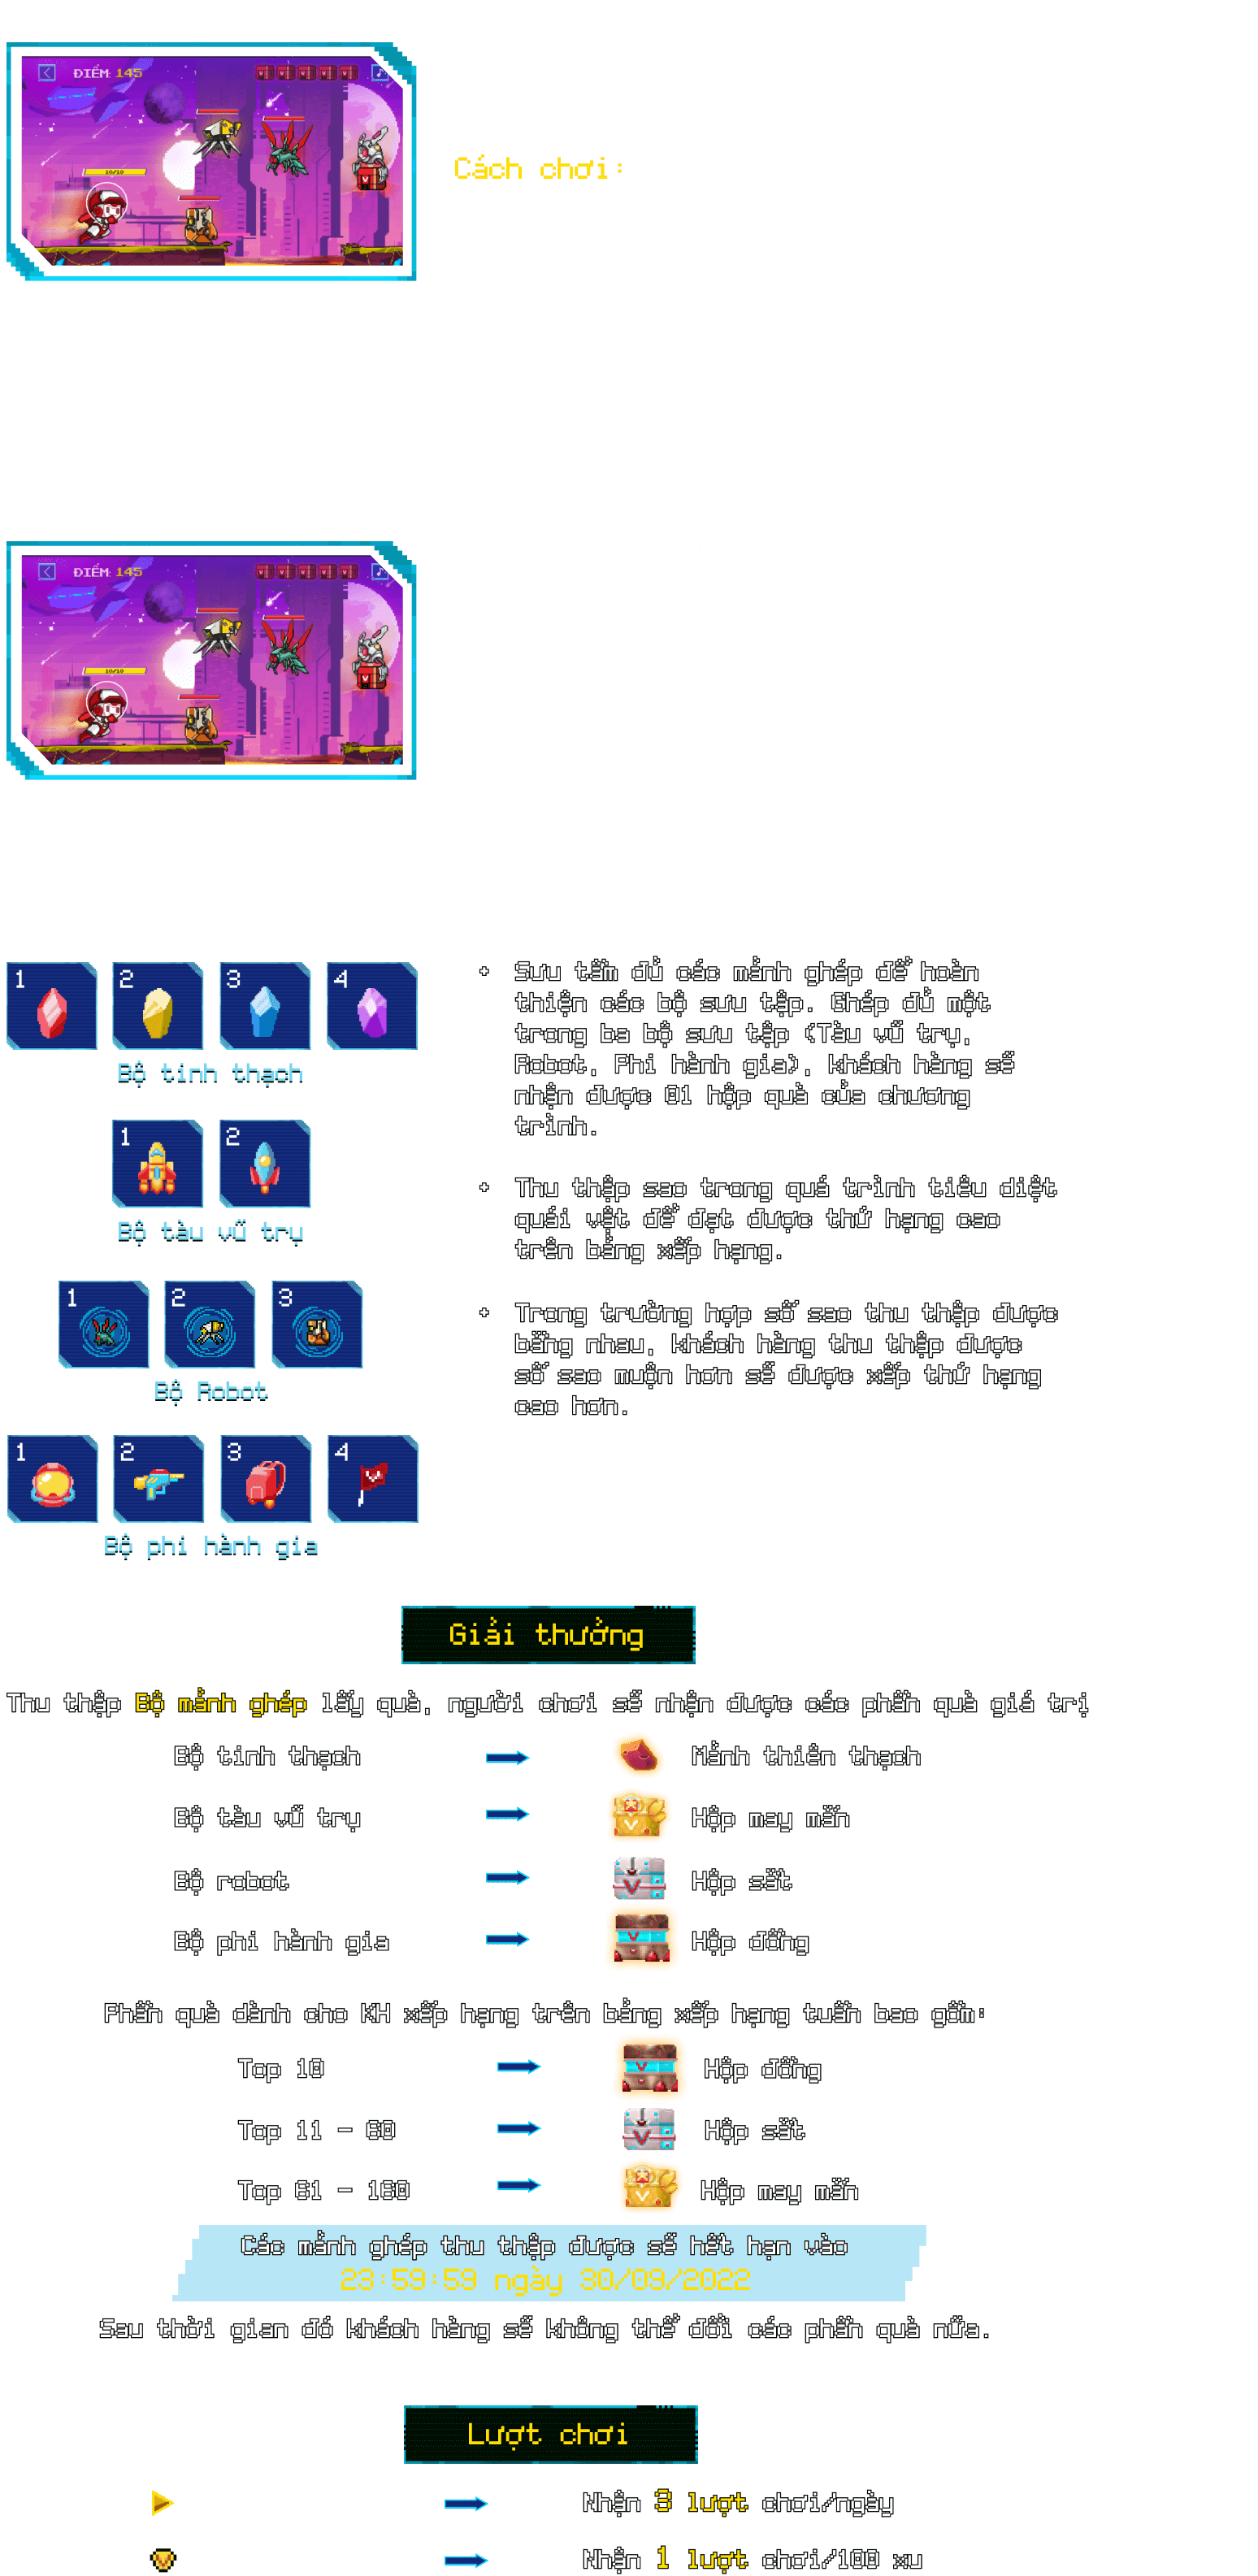 ĐIỂM: 145
10/10
Cách chơi:
ĐIỂM: 145
10/10
1 2 3 4
Bộ tinh thạch
1 2
Bộ tàu vũ trụ
1 2 3
Bộ Robot
1 2 3 4
Bộ phi hành gia
+ Sưu tầm đủ các mảnh ghép để hoàn
thiện các bộ sưu tập. Ghép đủ một
trong ba bộ sưu tập (Tàu vũ trụ,
Robot, Phi hành gia), khách hàng sẽ
nhận được 01 hộp quà của chương
trình.
+ Thu thập sao trong quá trình tiêu diệt
quái vật để đạt được thứ hạng cao
trên bảng xếp hạng.
+ Trong trường hợp số sao thu thập được
bằng nhau, khách hàng thu thập được
số sao muộn hơn sẽ được xếp thứ hạng
cao hơn.
Giải thưởng
Thu thập Bộ mảnh ghép lấy quà, người chơi sẽ nhận được các phần quà giá trị
Bộ tinh thạch Mảnh thiên thạch
Bộ tàu vũ trụ Hộp may mắn
Bộ robot Hộp sắt
Bộ phi hành gia Hộp đồng
Phần quà dành cho KH xếp hạng trên bảng xếp hạng tuần bao gồm:
Top 10 Hộp đồng
Top 11 - Hộp sắt
Top Hộp may mắn
Các mảnh ghép thu thập được sẽ hết hạn vào
23:59:59 ngày 30/09/2022
Sau thời gian đó khách hàng sẽ không thể đổi các phần quà nữa.
Lượt chơi
Nhận 3 lượt chơi/ngày
Nhận 1 lượt chơi/100 xu